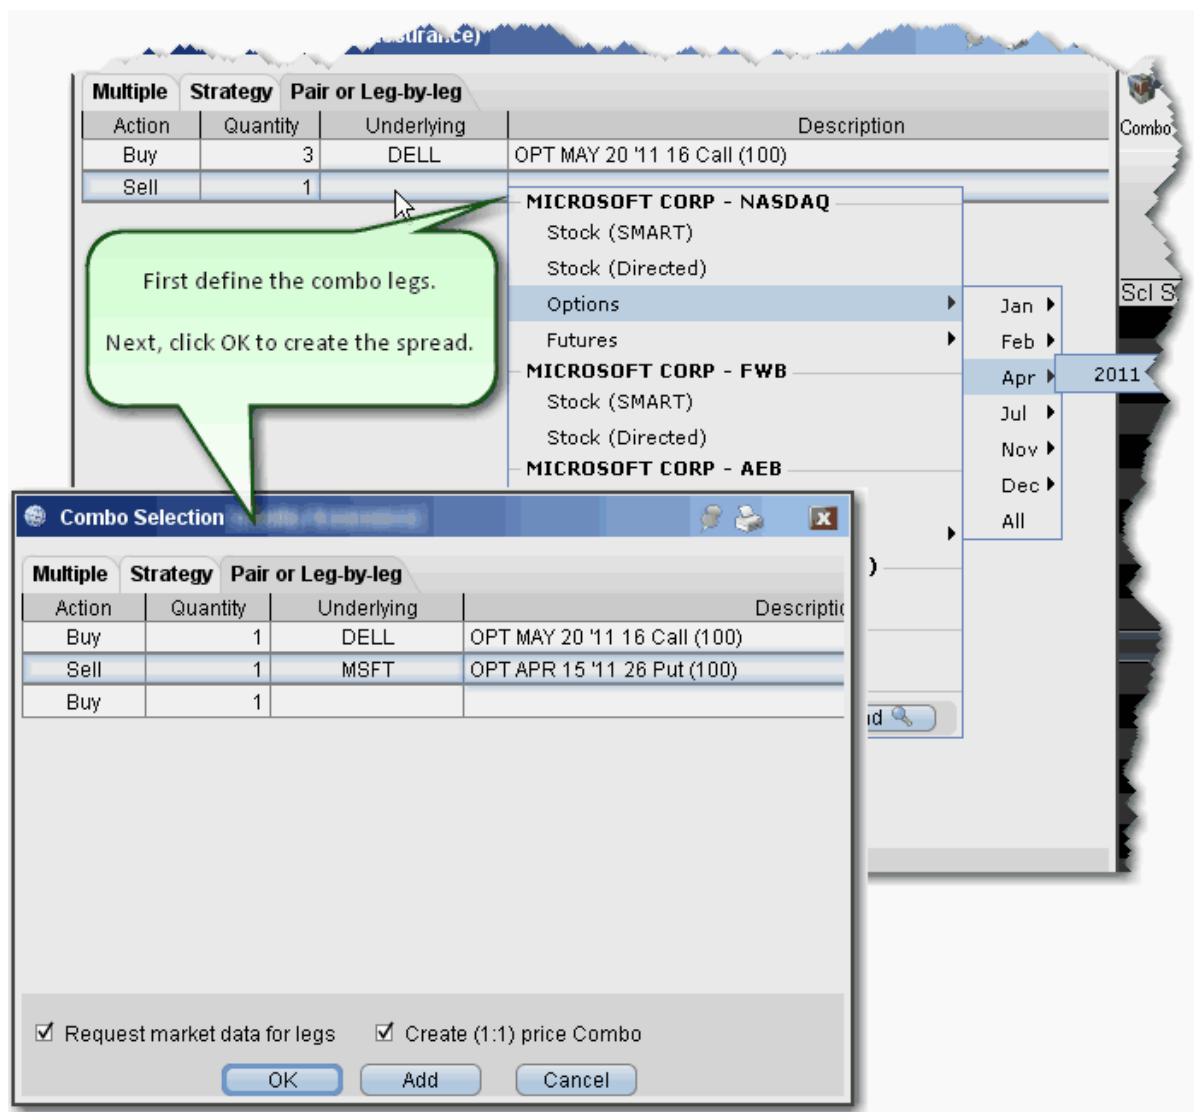 Multiple Strategy Pair or Leg-by-leg
Action Quantity Underlying Description
Combo
Buy 3 DELL OPT MAY 20 '11 16 Call (100)
Sell 1
MICROSOFT CORP - NASDAQ
Stock (SMART)
Stock (Directed)
Options
Futures
MICROSOFT CORP - FWB
Stock (SMART)
Stock (Directed)
MICROSOFT CORP - AEB
)
Scl S
Jan
Feb
Apr 2011
Jul
Nov
Dec
All
First define the combo legs.
Next, click OK to create the spread.
Combo Selection
Multiple Strategy Pair or Leg-by-leg
Action Quantity Underlying Descriptio
Buy 1 DELL OPT MAY 20 '11 16 Call (100)
Sell 1 MSFT OPT APR 15 '11 26 Put (100)
Buy 1
Request market data for legs Create (1:1) price Combo
OK Add Cancel